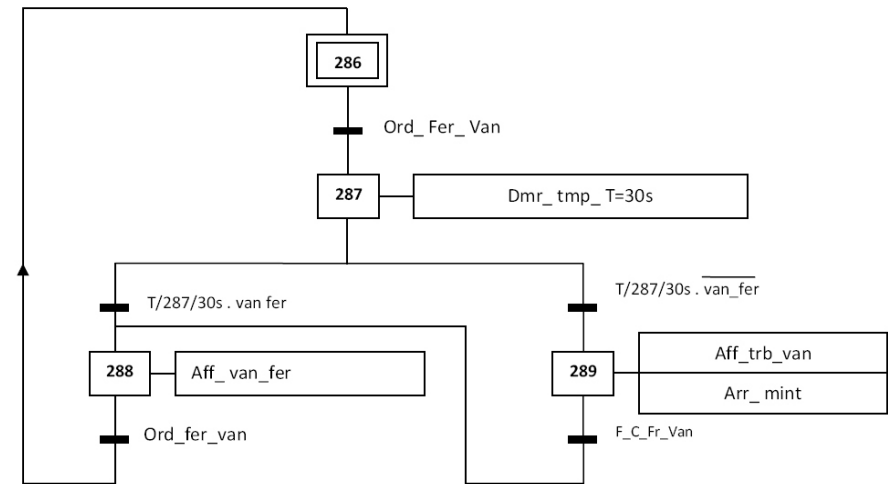 286
Ord_ Fer_ Van
287
Dmr_ tmp_ T=30s
T/287/30s . van fer
T/287/30s . van_fer
288
Aff_ van_fer
289
Aff_trb_van
Arr_ mint
Ord_fer_van
F_C_Fr_Van